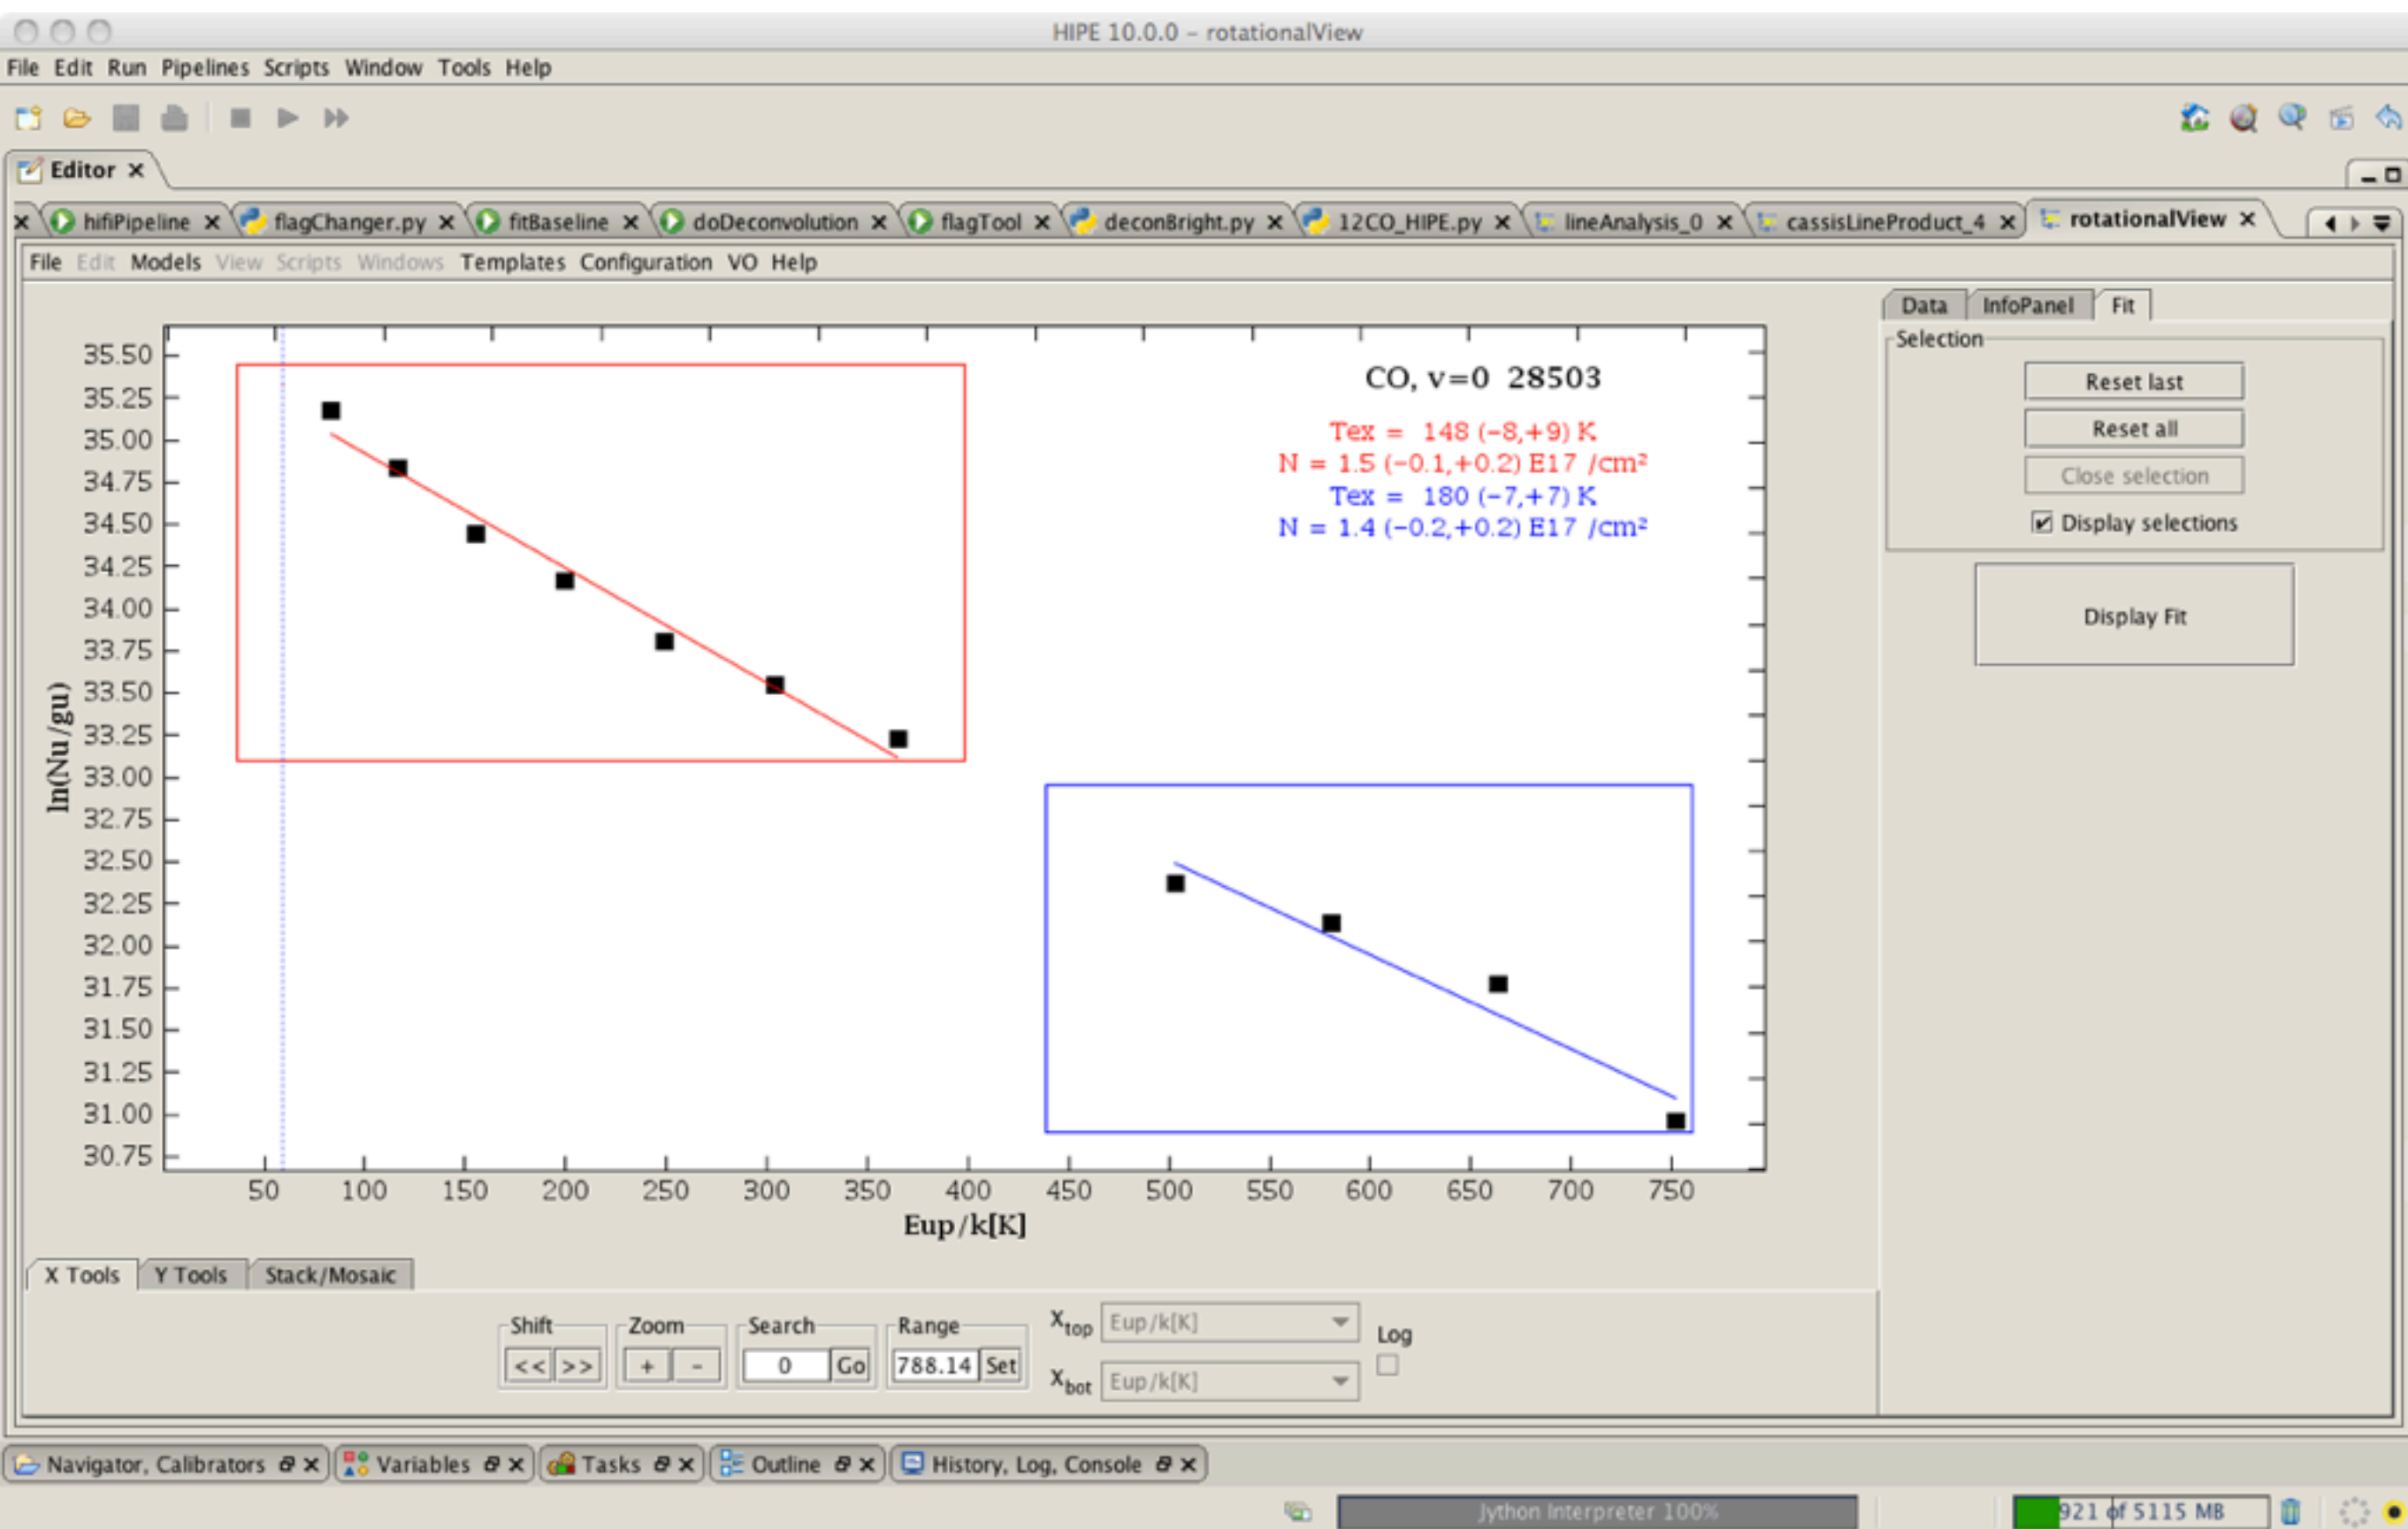 HIPE 10.0.0 – rotationalView
File Edit Run Pipelines Scripts Window Tools Help
Editor
hifiPipeline flagChanger.py fitBaseline doDeconvolution flagTool deconBright.py 12CO_HIPE.py lineAnalysis_0 cassisLineProduct_4 rotationalView
File Edit Models View Scripts Windows Templates Configuration VO Help
Data InfoPanel Fit
Selection
Reset last
Reset all
Close selection
Display selections
Display Fit
CO, v=0 28503
Tex = 148 (−8,+9) K
N = 1.5 (−0.1,+0.2) E17 /cm²
Tex = 180 (−7,+7) K
N = 1.4 (−0.2,+0.2) E17 /cm²
ln(Nu/gu)
35.50
35.25
35.00
34.75
34.50
34.25
34.00
33.75
33.50
33.25
33.00
32.75
32.50
32.25
32.00
31.75
31.50
31.25
31.00
30.75
50 100 150 200 250 300 350 400 450 500 550 600 650 700 750
Eup/k[K]
X Tools Y Tools Stack/Mosaic
Shift Zoom Search Range
<< >> + - 0 Go 788.14 Set
Xtop Eup/k[K]
Log
Xbot Eup/k[K]
Navigator, Calibrators Variables Tasks Outline History, Log, Console
Jython Interpreter 100%
921 of 5115 MB